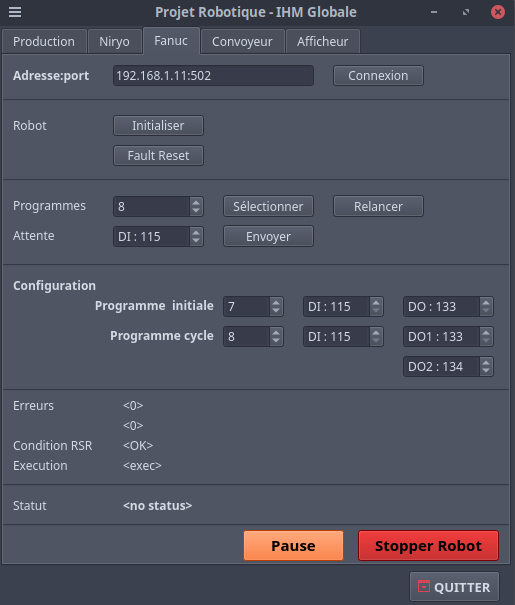 Projet Robotique - IHM Globale
Production Niryo Fanuc Convoyeur Afficheur
Adresse:port 192.168.1.11:502 Connexion
Robot Initialiser
Fault Reset
Programmes 8 Sélectionner Relancer
Attente DI : 115 Envoyer
Configuration
Programme initiale 7 DI : 115 DO : 133
Programme cycle 8 DI : 115 DO1 : 133
DO2 : 134
Erreurs <0>
<0>
Condition RSR <OK>
Execution <exec>
Statut <no status>
Pause Stopper Robot
QUITTER